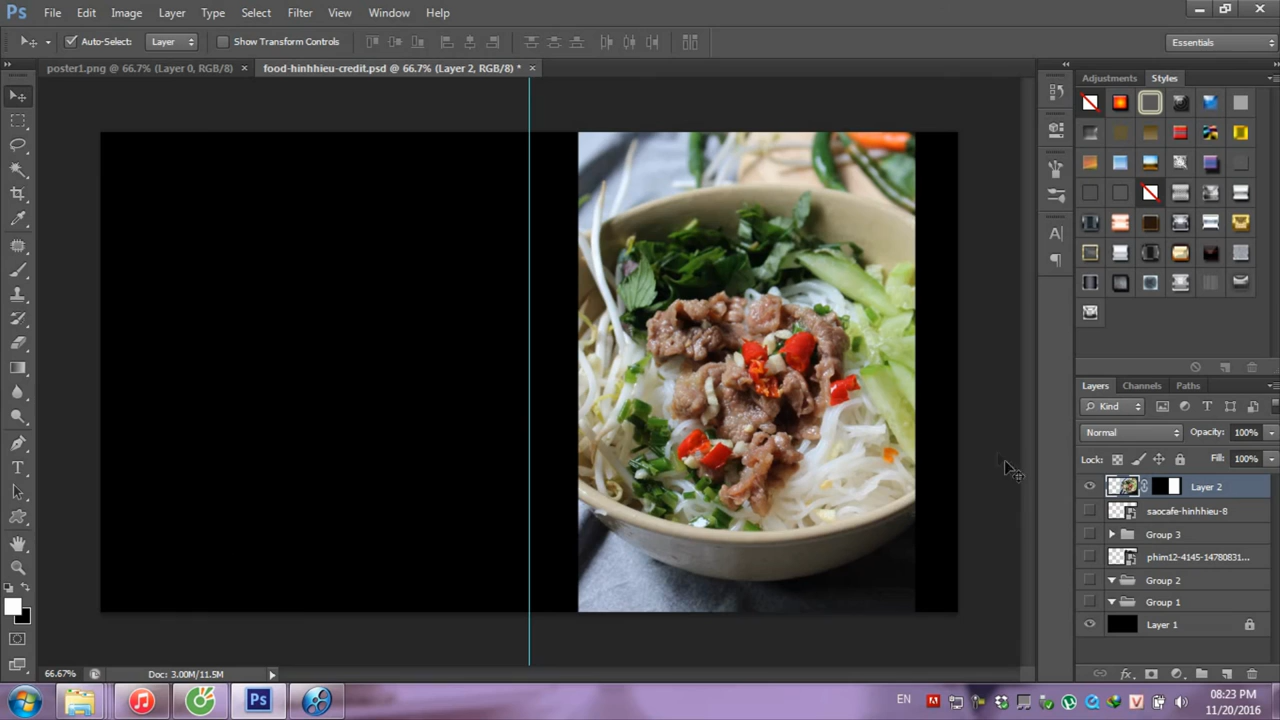 Ps File Edit Image Layer Type Select Filter View Window Help
Auto-Select: Layer Show Transform Controls Essentials
poster1.png @ 66.7% (Layer 0, RGB/8) × food-hinhhieu-credit.psd @ 66.7% (Layer 2, RGB/8) * ×
Adjustments Styles
Layers Channels Paths
Kind
Normal Opacity: 100%
Lock: Fill: 100%
Layer 2
saocafe-hinhhieu-8
Group 3
phim12-4145-14780831...
Group 2
Group 1
Layer 1
66.67% Doc: 3.00M/11.5M
EN 08:23 PM
11/20/2016